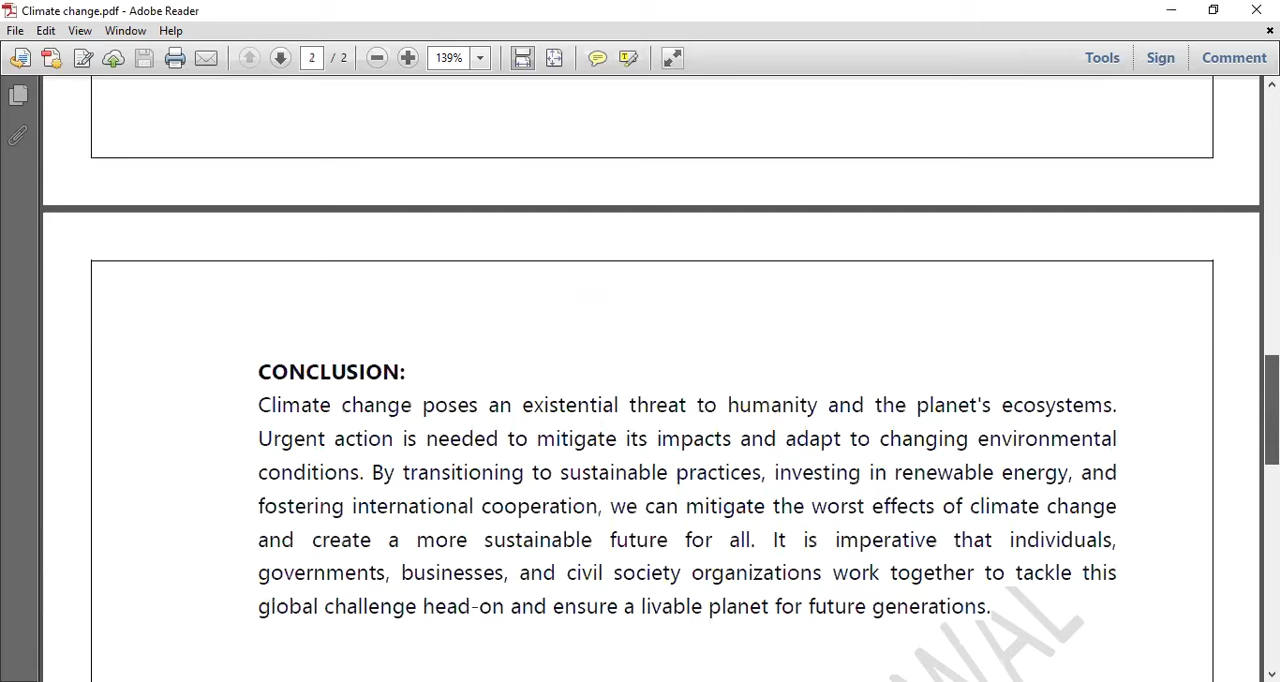 Climate change.pdf - Adobe Reader
File Edit View Window Help
2 / 2 139% Tools Sign Comment
CONCLUSION:
Climate change poses an existential threat to humanity and the planet's ecosystems.
Urgent action is needed to mitigate its impacts and adapt to changing environmental
conditions. By transitioning to sustainable practices, investing in renewable energy, and
fostering international cooperation, we can mitigate the worst effects of climate change
and create a more sustainable future for all. It is imperative that individuals,
governments, businesses, and civil society organizations work together to tackle this
global challenge head-on and ensure a livable planet for future generations.